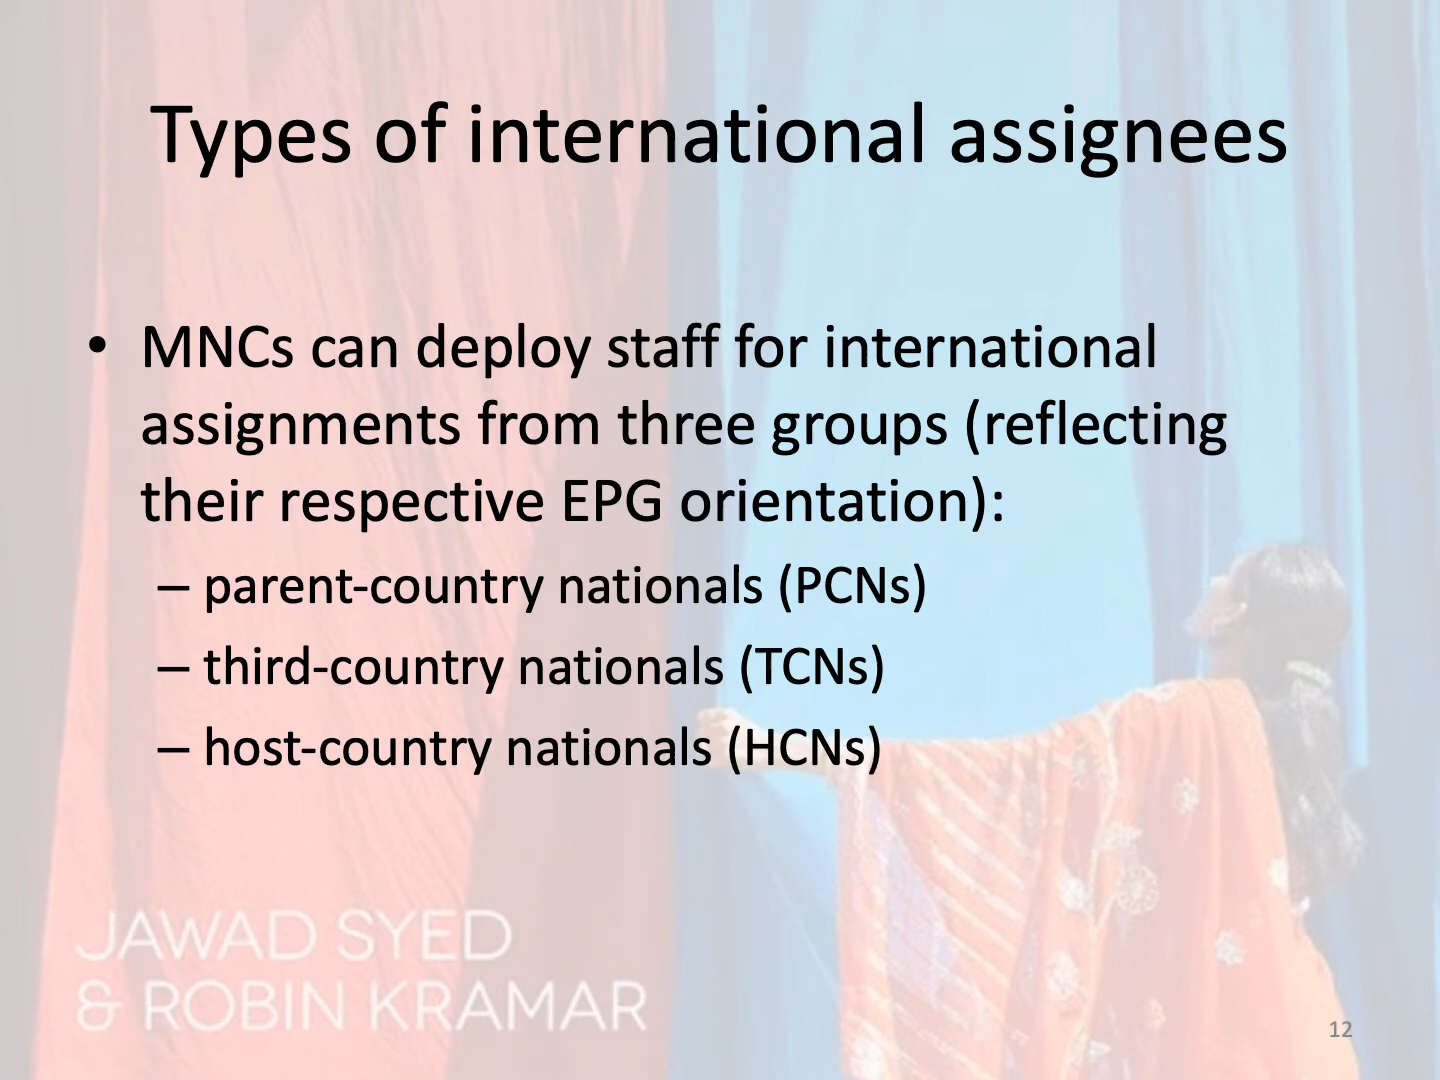 Types of international assignees
• MNCs can deploy staff for international
assignments from three groups (reflecting
their respective EPG orientation):
– parent-country nationals (PCNs)
– third-country nationals (TCNs)
– host-country nationals (HCNs)
JAWAD SYED
& ROBIN KRAMAR
12